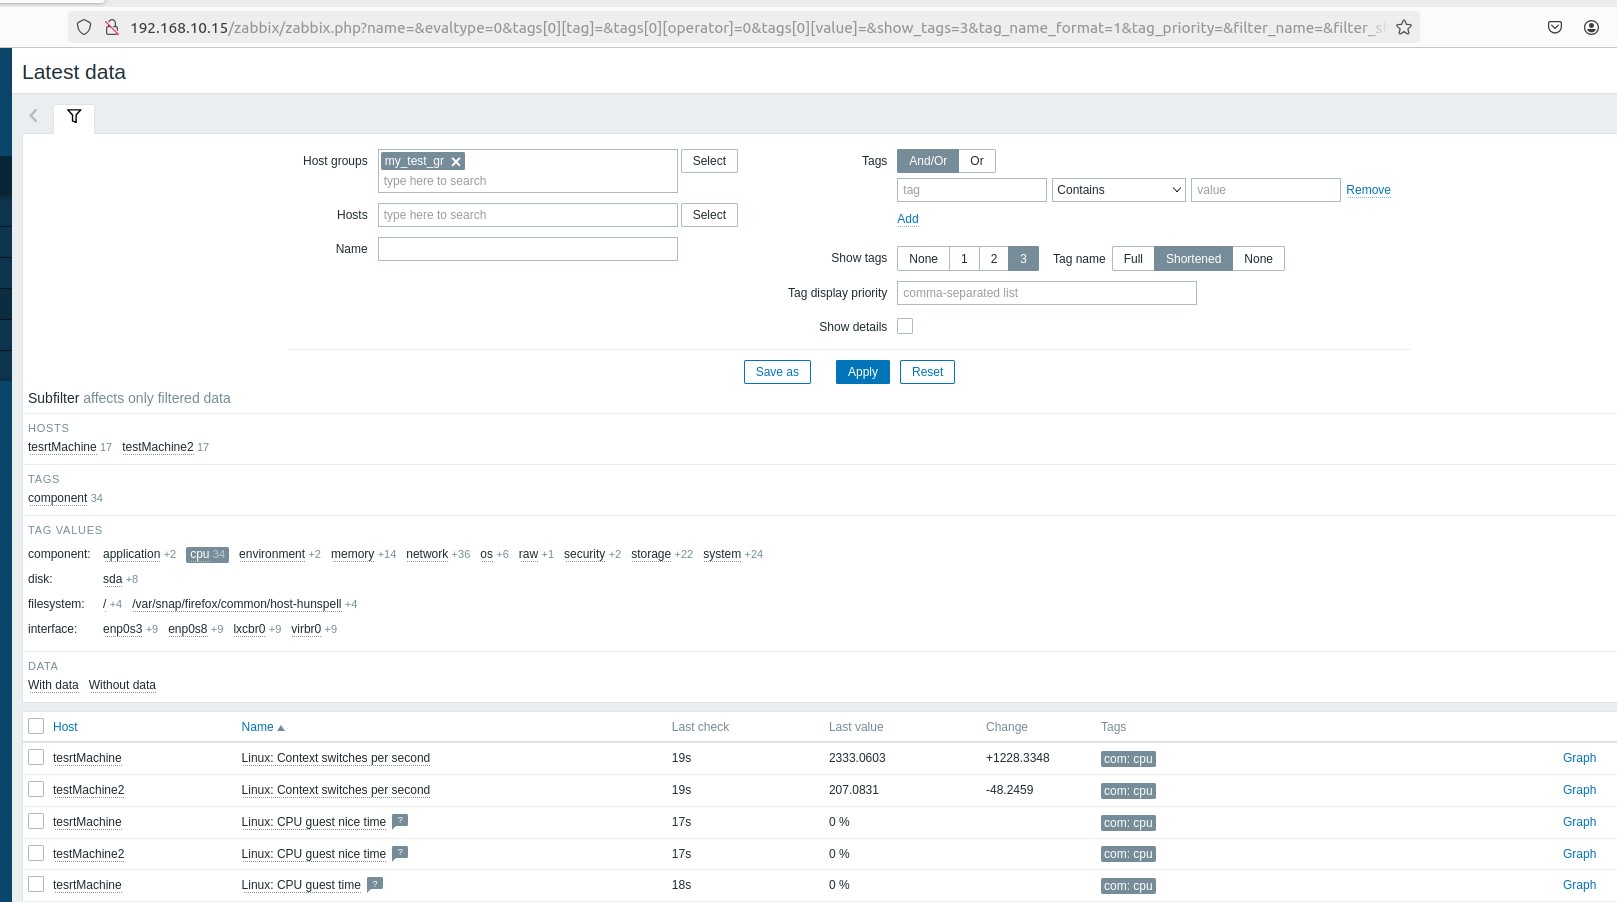 192.168.10.15/zabbix/zabbix.php?name=&evaltype=0&tags[0][tag]=&tags[0][operator]=0&tags[0][value]=&show_tags=3&tag_name_format=1&tag_priority=&filter_name=&filter_s
Latest data
Host groups my_test_gr type here to search Select
Hosts type here to search Select
Name
Tags And/Or Or
tag Contains value Remove
Add
Show tags None 1 2 3 Tag name Full Shortened None
Tag display priority comma-separated list
Show details
Save as Apply Reset
Subfilter affects only filtered data
HOSTS
tesrtMachine 17 testMachine2 17
TAGS
component 34
TAG VALUES
component: application +2 cpu 34 environment +2 memory +14 network +36 os +6 raw +1 security +2 storage +22 system +24
disk: sda +8
filesystem: / +4 /var/snap/firefox/common/host-hunspell +4
interface: enp0s3 +9 enp0s8 +9 lxcbr0 +9 virbr0 +9
DATA
With data Without data
Host Name Last check Last value Change Tags
tesrtMachine Linux: Context switches per second 19s 2333.0603 +1228.3348 com: cpu Graph
testMachine2 Linux: Context switches per second 19s 207.0831 -48.2459 com: cpu Graph
tesrtMachine Linux: CPU guest nice time ? 17s 0 % com: cpu Graph
testMachine2 Linux: CPU guest nice time ? 17s 0 % com: cpu Graph
tesrtMachine Linux: CPU guest time ? 18s 0 % com: cpu Graph